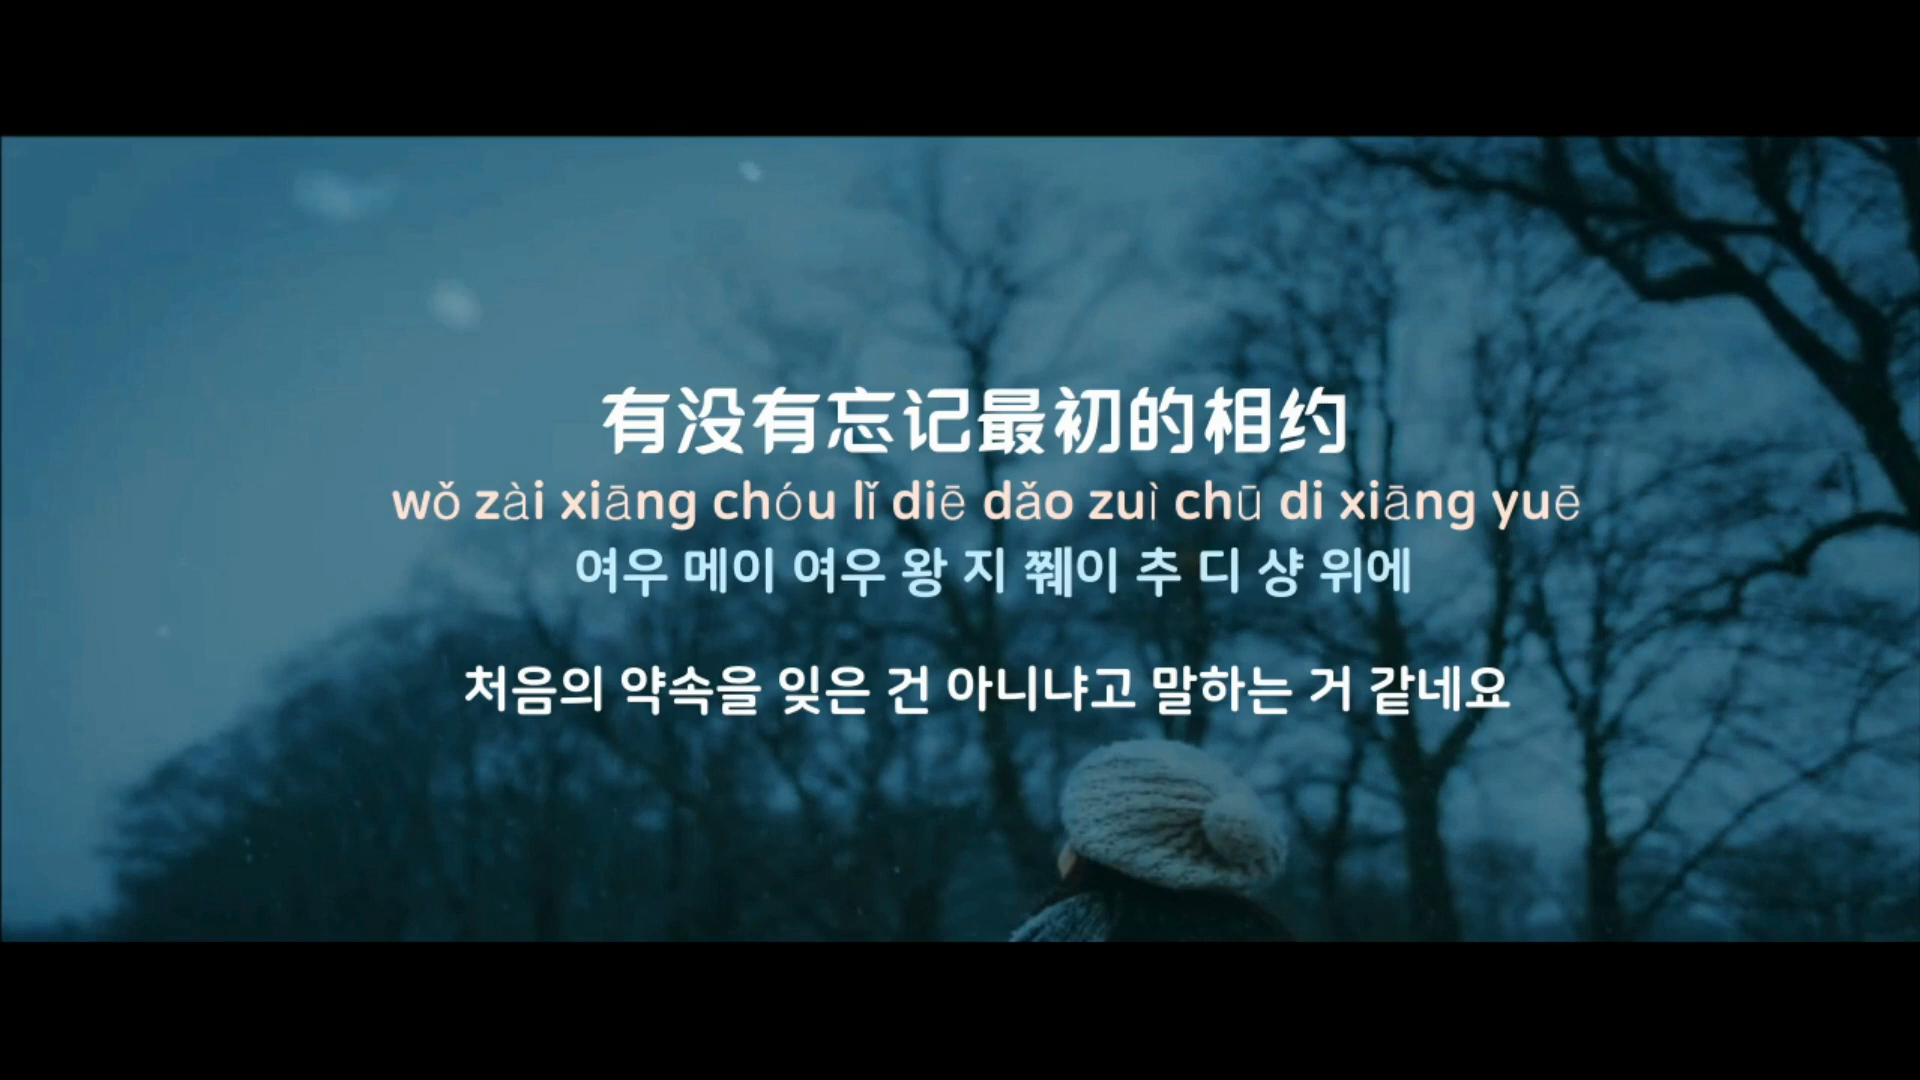 有没有忘记最初的相约
wǒ zài xiāng chóu lǐ diē dǎo zuì chū di xiāng yuē
여우 메이 여우 왕 지 쮀이 추 디 샹 위에
처음의 약속을 잊은 건 아니냐고 말하는 거 같네요